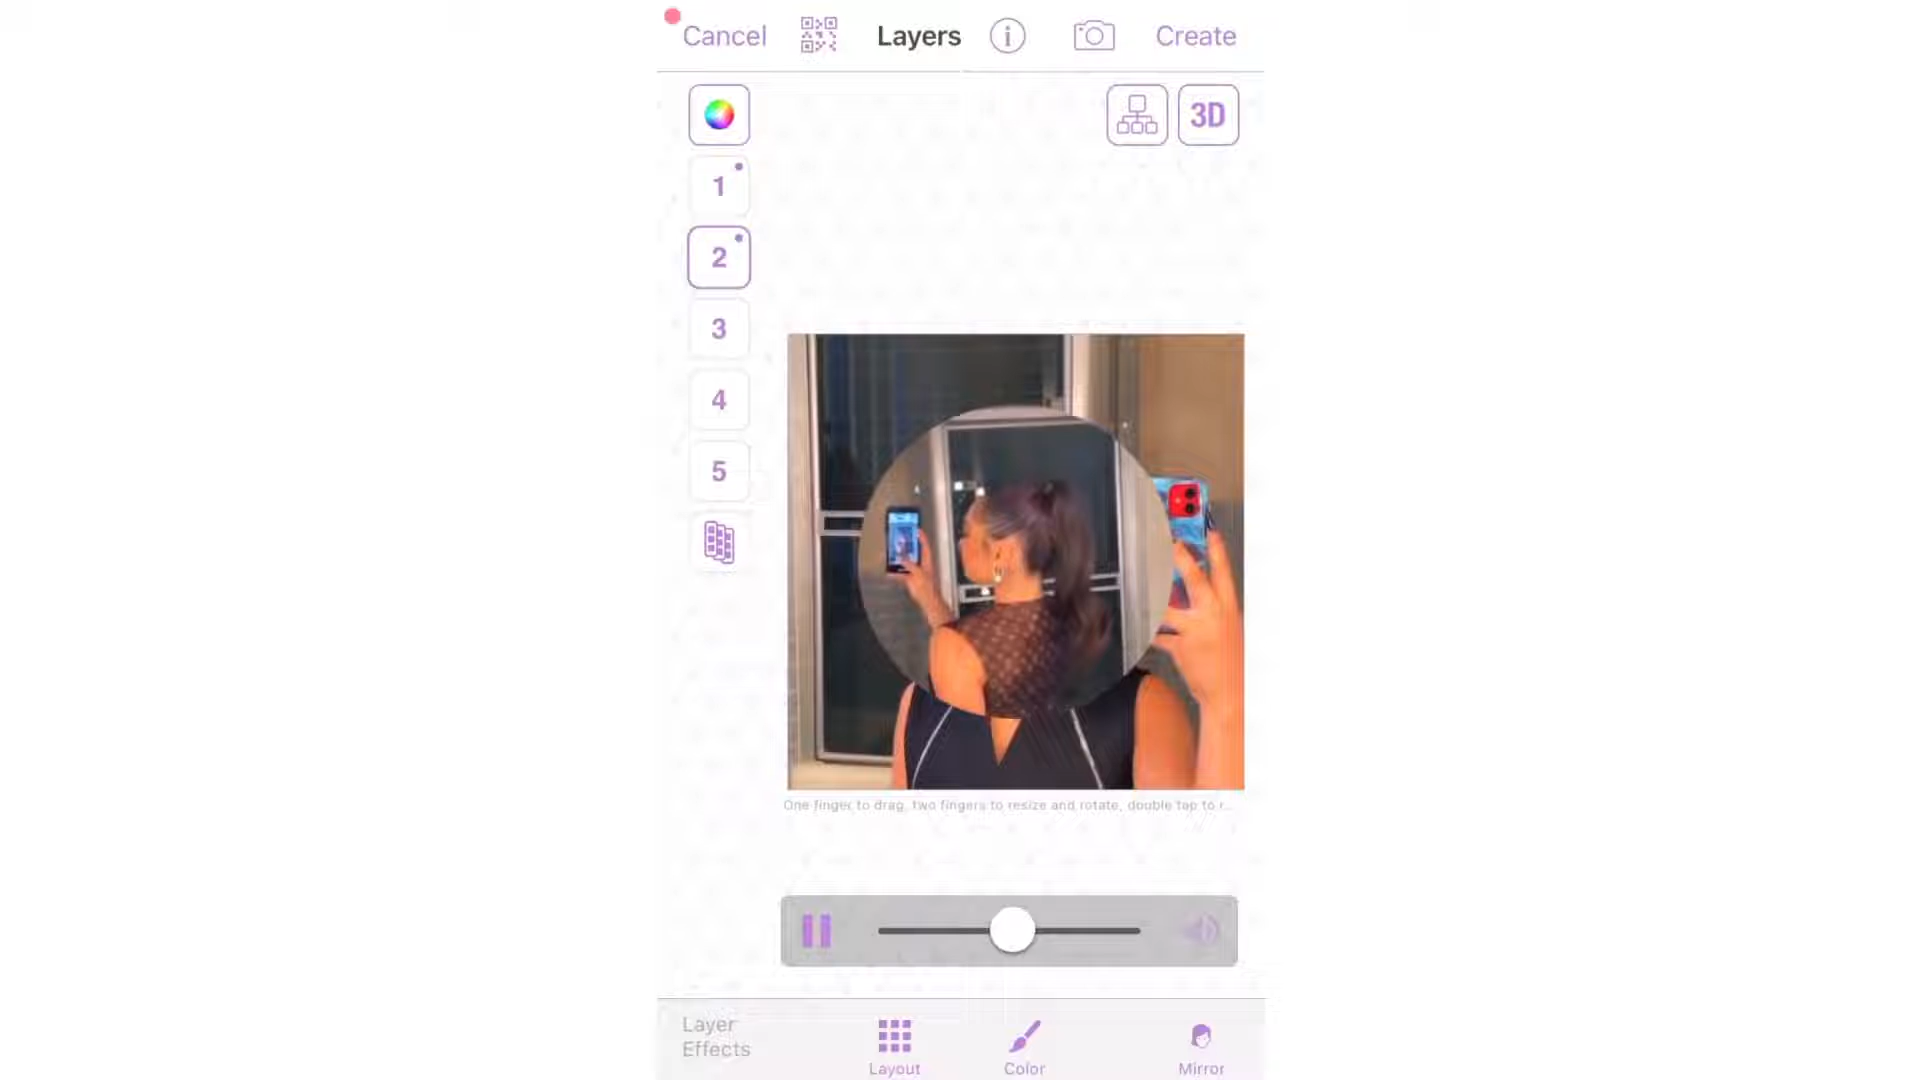 Cancel
Layers
Create
3D
1
2
3
4
5
One finger to drag, two fingers to resize and rotate, double tap to r...
Layer
Effects
Layout
Color
Mirror